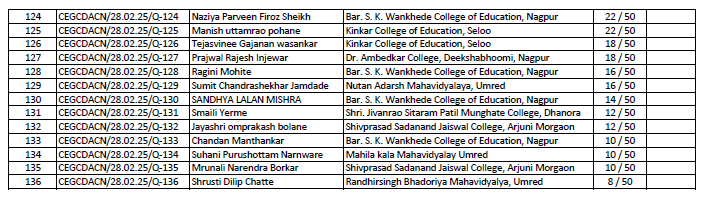 124 CEGCDACN/28.02.25/Q-124 Naziya Parveen Firoz Sheikh Bar. S. K. Wankhede College of Education, Nagpur 22 / 50
125 CEGCDACN/28.02.25/Q-125 Manish uttamrao pohane Kinkar College of Education, Seloo 22 / 50
126 CEGCDACN/28.02.25/Q-126 Tejasvinee Gajanan wasankar Kinkar College of Education, Seloo 18 / 50
127 CEGCDACN/28.02.25/Q-127 Prajwal Rajesh Injewar Dr. Ambedkar College, Deekshabhoomi, Nagpur 18 / 50
128 CEGCDACN/28.02.25/Q-128 Ragini Mohite Bar. S. K. Wankhede College of Education, Nagpur 16 / 50
129 CEGCDACN/28.02.25/Q-129 Sumit Chandrashekhar Jamdade Nutan Adarsh Mahavidyalaya, Umred 16 / 50
130 CEGCDACN/28.02.25/Q-130 SANDHYA LALAN MISHRA Bar. S. K. Wankhede College of Education, Nagpur 14 / 50
131 CEGCDACN/28.02.25/Q-131 Smaili Yerme Shri. Jivanrao Sitaram Patil Munghate College, Dhanora 12 / 50
132 CEGCDACN/28.02.25/Q-132 Jayashri omprakash bolane Shivprasad Sadanand Jaiswal College, Arjuni Morgaon 12 / 50
133 CEGCDACN/28.02.25/Q-133 Chandan Manthankar Bar. S. K. Wankhede College of Education, Nagpur 10 / 50
134 CEGCDACN/28.02.25/Q-134 Suhani Purushottam Narnware Mahila kala Mahavidyalay Umred 10 / 50
135 CEGCDACN/28.02.25/Q-135 Mrunali Narendra Borkar Shivprasad Sadanand Jaiswal College, Arjuni Morgaon 10 / 50
136 CEGCDACN/28.02.25/Q-136 Shrusti Dilip Chatte Randhirsingh Bhadoriya Mahavidyalya, Umred 8 / 50